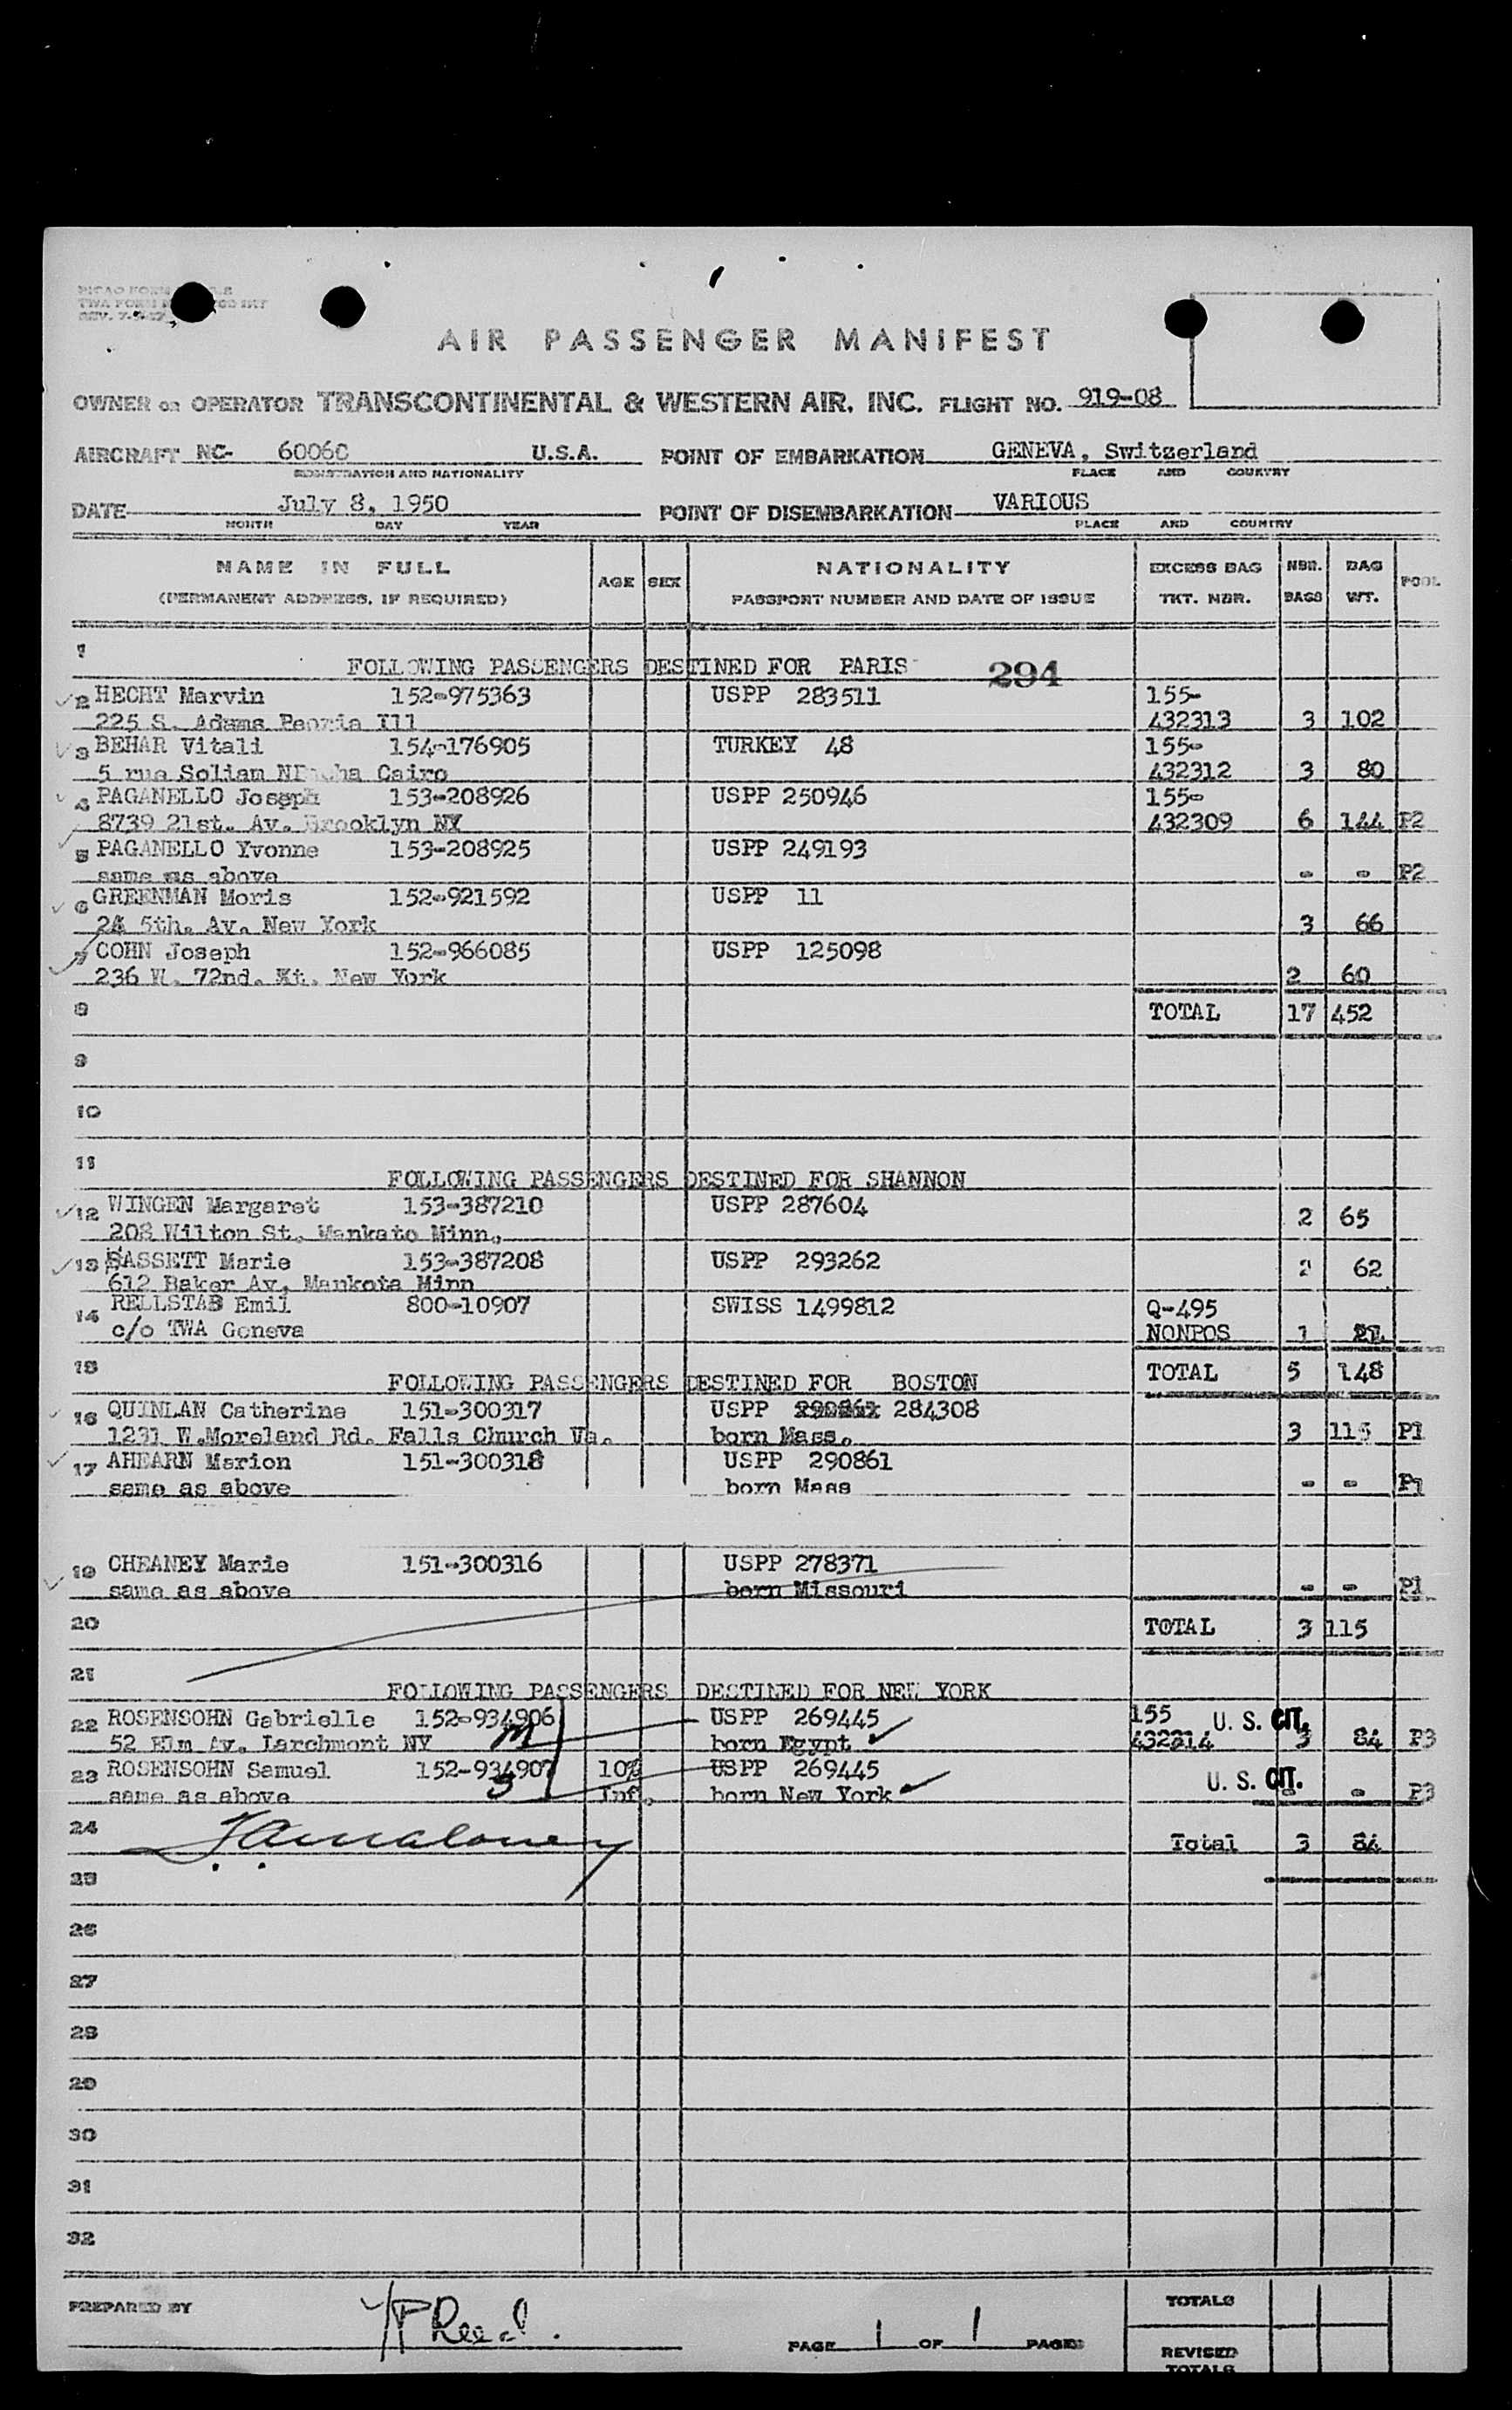 AIR PASSENGER MANIFEST
OWNER OR OPERATOR TRANSCONTINENTAL & WESTERN AIR, INC. FLIGHT NO. 919-08
AIRCRAFT NC- 6006C U.S.A. POINT OF EMBARKATION GENEVA, Switzerland
REGISTRATION AND NATIONALITY PLACE AND COUNTRY
DATE July 8, 1950 POINT OF DISEMBARKATION VARIOUS
MONTH DAY YEAR PLACE AND COUNTRY
NAME IN FULL AGE SEX NATIONALITY EXCESS BAG NBR. BAG POOL
(PERMANENT ADDRESS, IF REQUIRED) PASSPORT NUMBER AND DATE OF ISSUE TKT. NBR. BAGS WT.
1 FOLLOWING PASSENGERS DESTINED FOR PARIS 294
2 HECHT Marvin 152-975363 USPP 283511 155-
225 S. Adams Peoria Ill 432313 3 102
3 BEHAR Vitali 154-176905 TURKEY 48 155-
5 rue Soliam Cairo 432312 3 80
4 PAGANELLO Joseph 153-208926 USPP 250946 155-
8739 21st. Av. Brooklyn NY 432309 6 144 P2
5 PAGANELLO Yvonne 153-208925 USPP 249193
same as above - - P2
6 GREENMAN Moris 152-921592 USPP 11
24 5th. Av. New York 3 66
7 COHN Joseph 152-966085 USPP 125098
236 W. 72nd. Xt. New York 2 60
8 TOTAL 17 452
9
10
11 FOLLOWING PASSENGERS DESTINED FOR SHANNON
12 WINGEN Margaret 153-387210 USPP 287604 2 65
208 Wilton St. Mankato Minn.
13 BASSETT Marie 153-387208 USPP 293262 2 62
612 Baker Av. Mankota Minn
14 RELLSTAB Emil 800-10907 SWISS 1499812 Q-495
c/o TWA Geneva NONPOS 1 21
15 FOLLOWING PASSENGERS DESTINED FOR BOSTON TOTAL 5 148
16 QUINLAN Catherine 151-300317 USPP 290861 284308
1231 W.Moreland Rd. Falls Church Va. born Mass. 3 115 P1
17 AHEARN Marion 151-300318 USPP 290861
same as above born Mass - - P1
19 CHEANEY Marie 151-300316 USPP 278371
same as above born Missouri - - P1
20 TOTAL 3 115
21 FOLLOWING PASSENGERS DESTINED FOR NEW YORK
22 ROSENSOHN Gabrielle 152-934906 USPP 269445 155 U. S. CIT.
52 Elm Av. Larchmont NY M born Egypt 432314 3 84 P3
23 ROSENSOHN Samuel 152-934907 10% USPP 269445 U. S. CIT.
same as above S Inf. born New York - - P3
24 Total 3 84
25
26
27
28
29
30
31
32
PREPARED BY Reed. PAGE 1 OF 1 PAGES TOTALS
REVISED
TOTALS